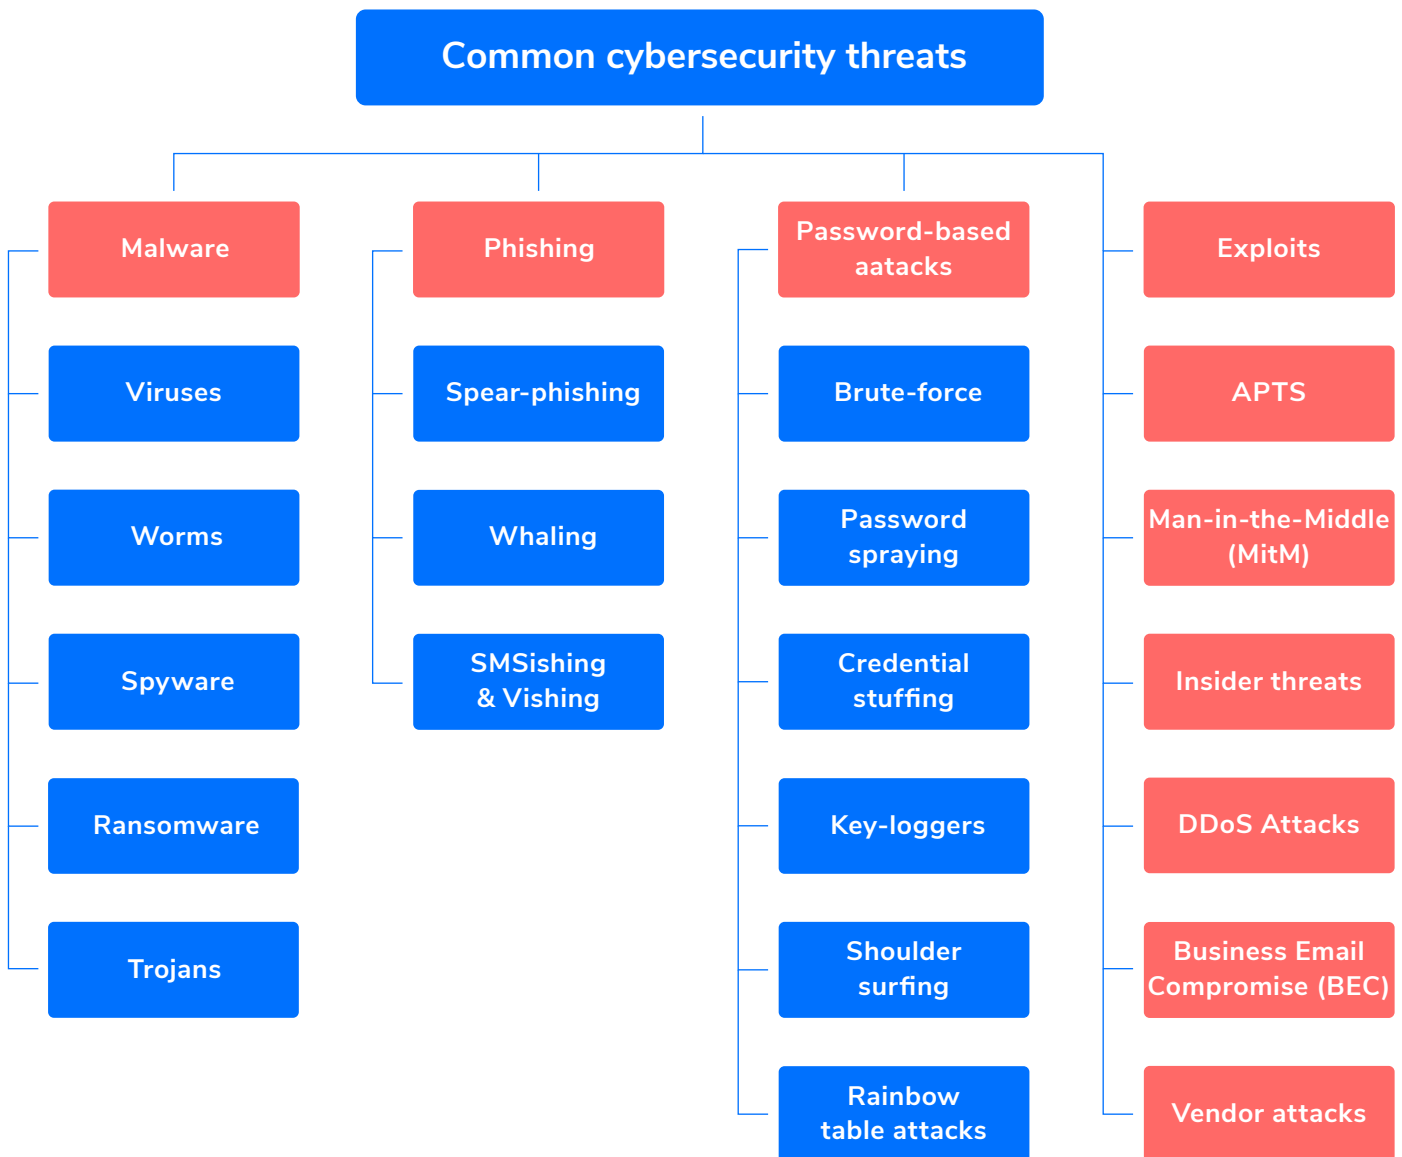 Common cybersecurity threats
Malware
Phishing
Password-based
aatacks
Exploits
Viruses
Spear-phishing
Brute-force
APTS
Worms
Whaling
Password
spraying
Man-in-the-Middle
(MitM)
Spyware
SMSishing
& Vishing
Credential
stuffing
Insider threats
Ransomware
Key-loggers
DDoS Attacks
Trojans
Shoulder
surfing
Business Email
Compromise (BEC)
Rainbow
table attacks
Vendor attacks